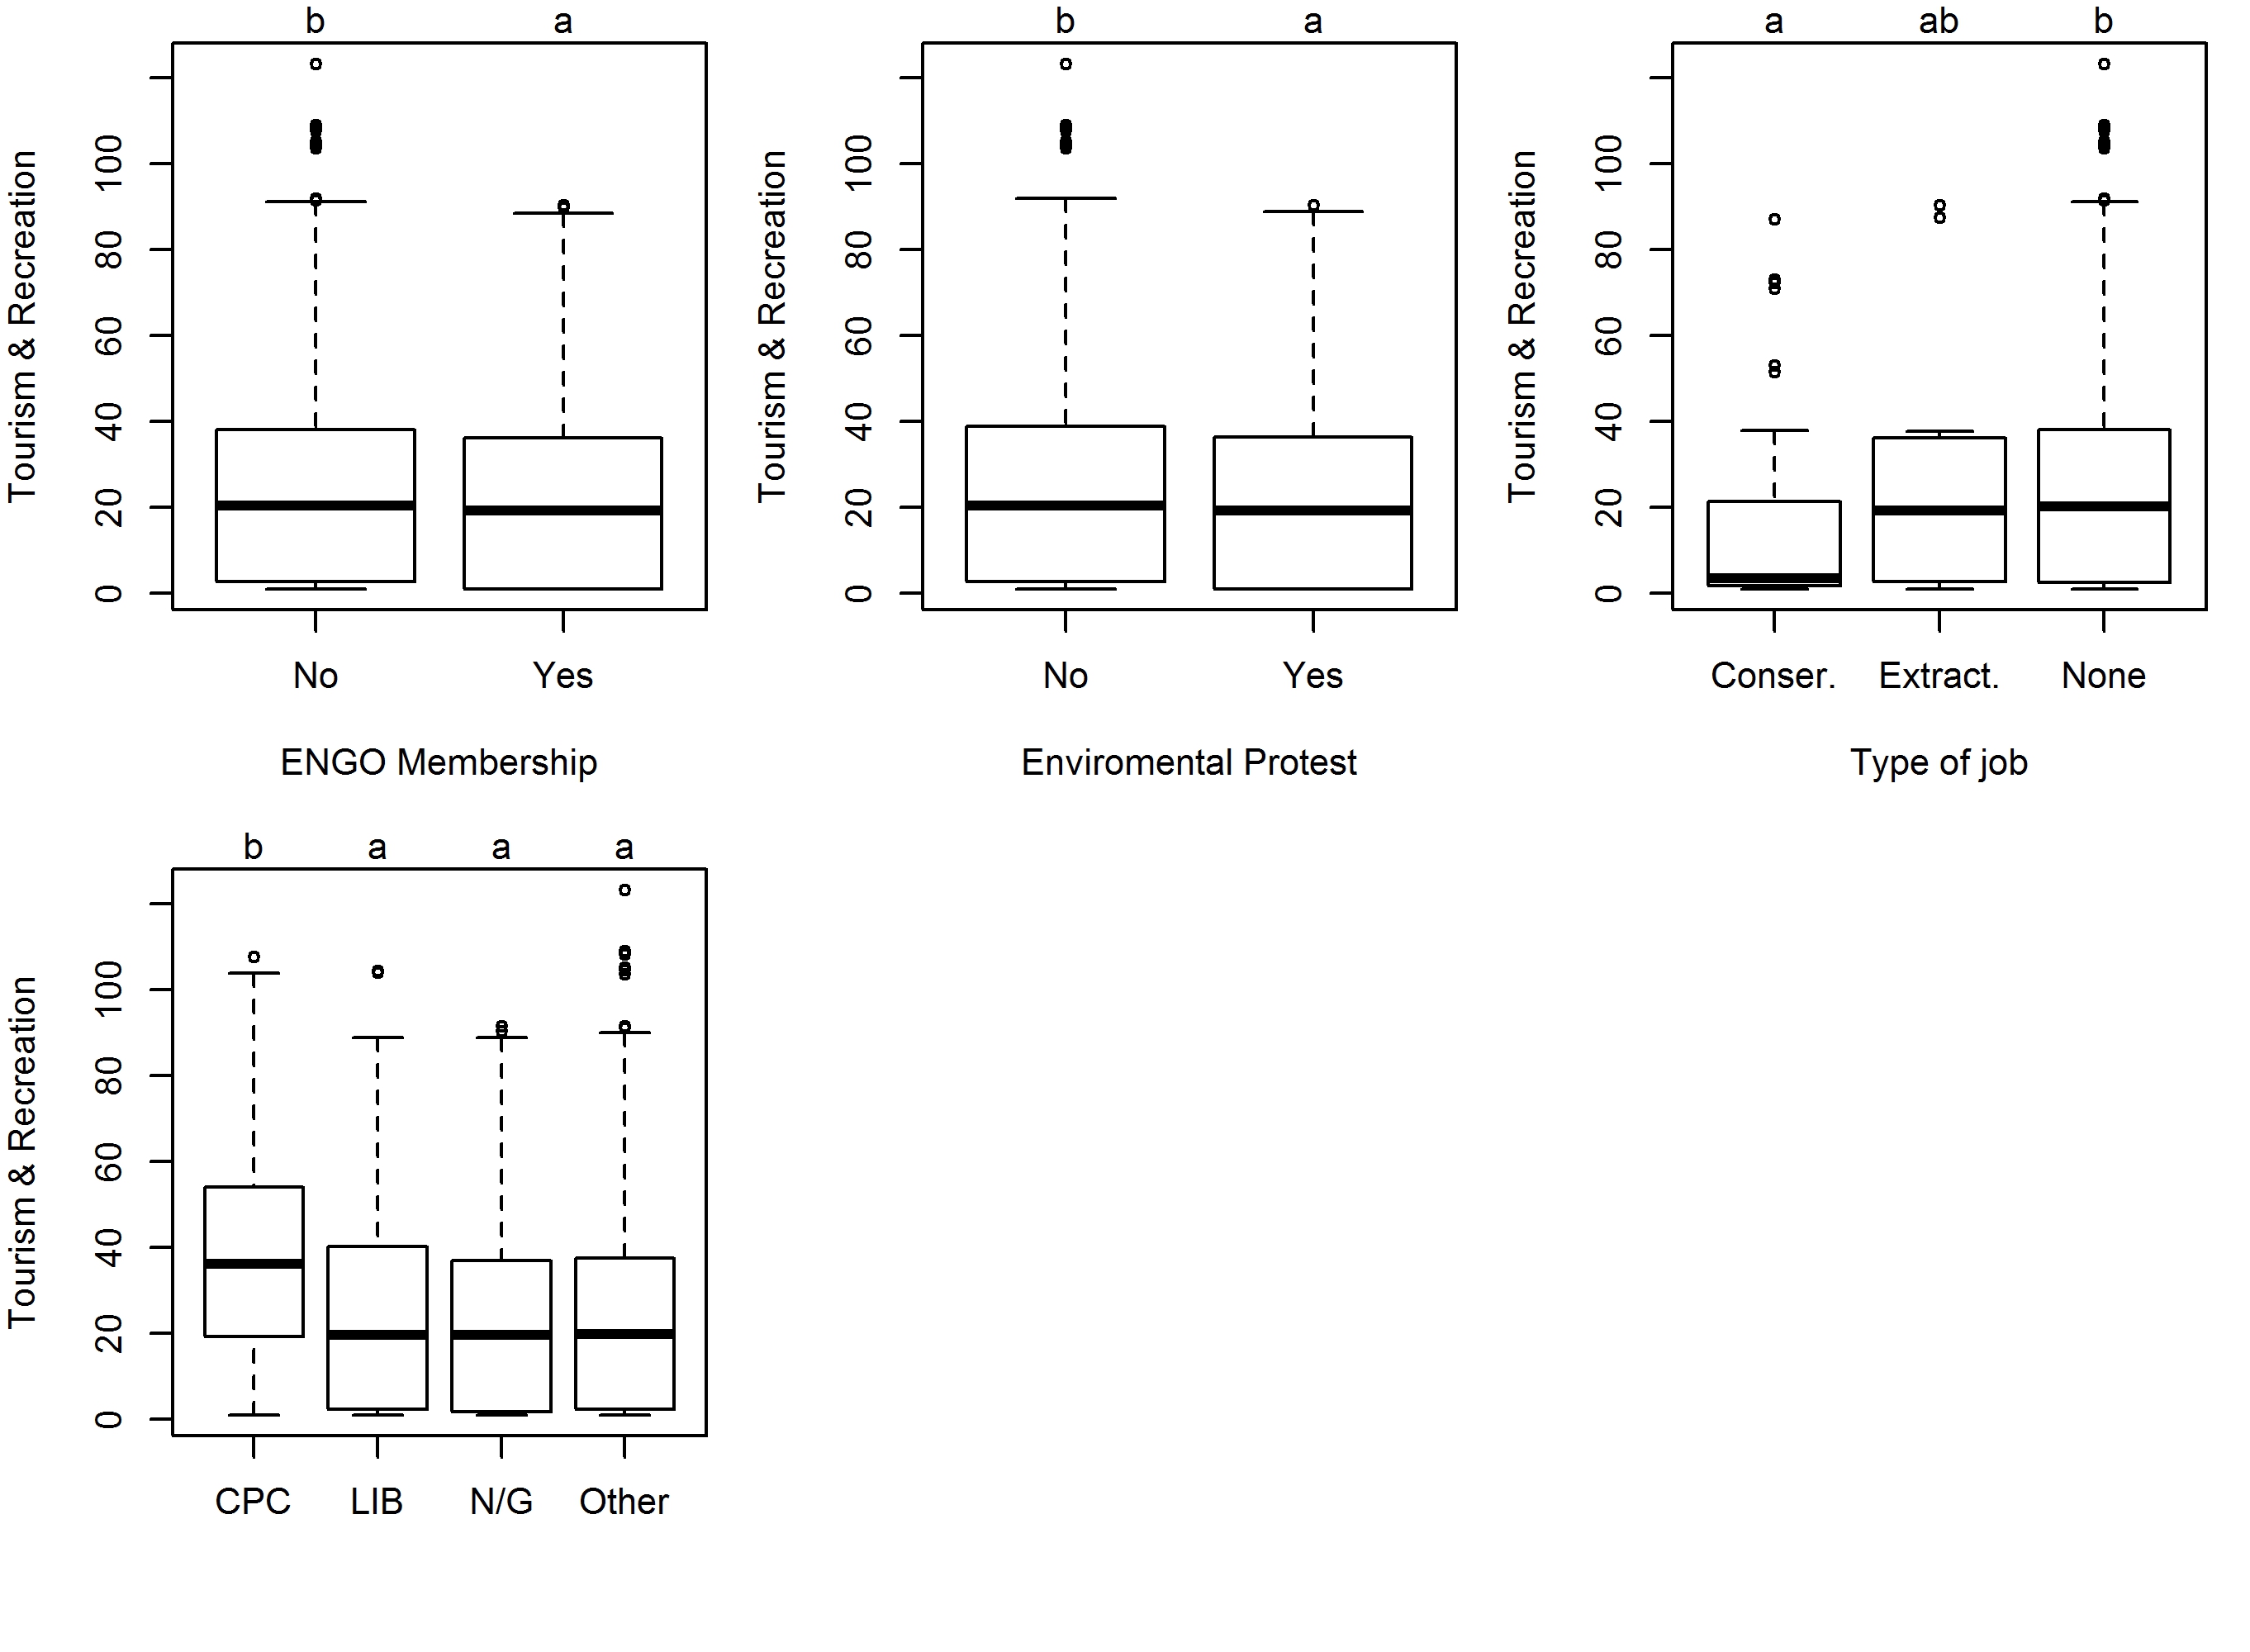 b a
Tourism & Recreation
100
80
60
40
20
0
No Yes
ENGO Membership
b a
Tourism & Recreation
100
80
60
40
20
0
No Yes
Enviromental Protest
a ab b
Tourism & Recreation
100
80
60
40
20
0
Conser. Extract. None
Type of job
b a a a
Tourism & Recreation
100
80
60
40
20
0
CPC LIB N/G Other